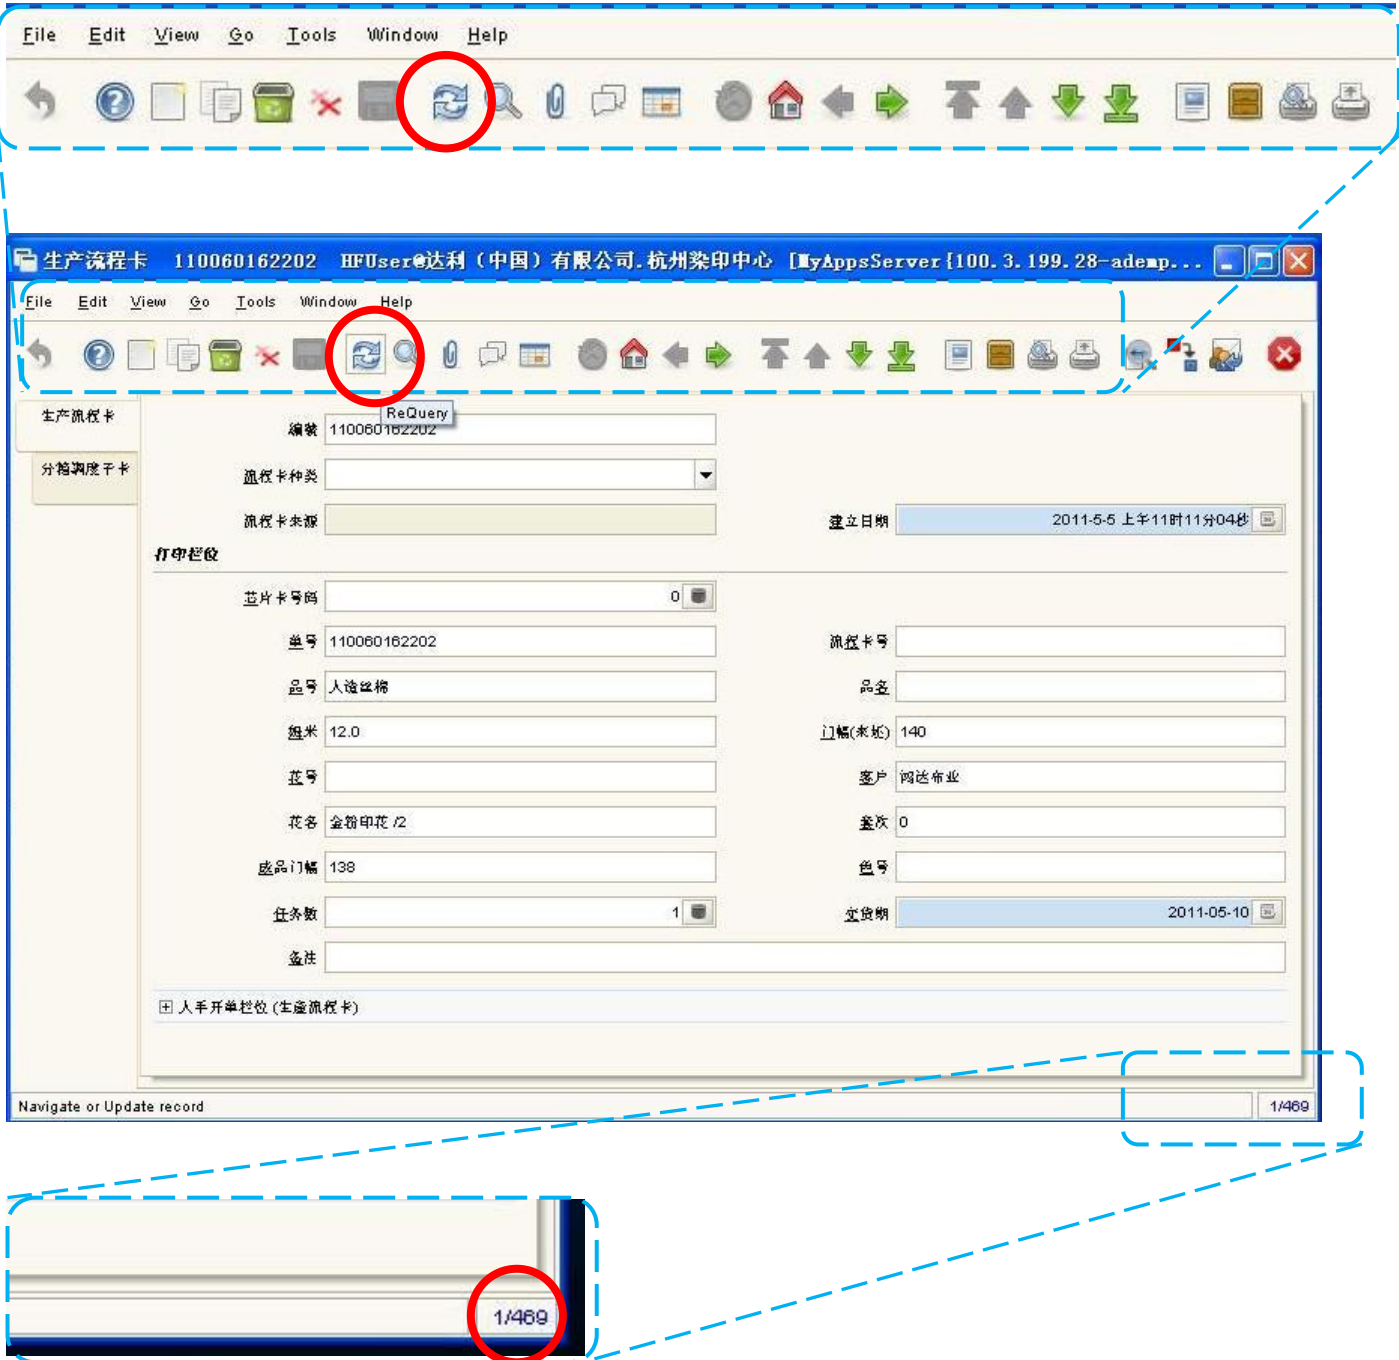 File Edit View Go Tools Window Help
生产流程卡 110060162202 HFUser@达利（中国）有限公司.杭州染印中心 [MyAppsServer{100.3.199.28-ademp...
File Edit View Go Tools Window Help
ReQuery
生产流程卡
分箱调度子卡
编号 110060162202
流程卡种类
流程卡来源
建立日期 2011-5-5 上午11时11分04秒
打印栏位
芯片卡号码 0
单号 110060162202
流程卡号
品号 人造丝棉
品名
姆米 12.0
门幅(来坯) 140
花号
客户 鸿达布业
花名 金粉印花 /2
套次 0
成品门幅 138
色号
任务数 1
交货期 2011-05-10
备注
人手开单栏位 (生产流程卡)
Navigate or Update record
1/469
1/469